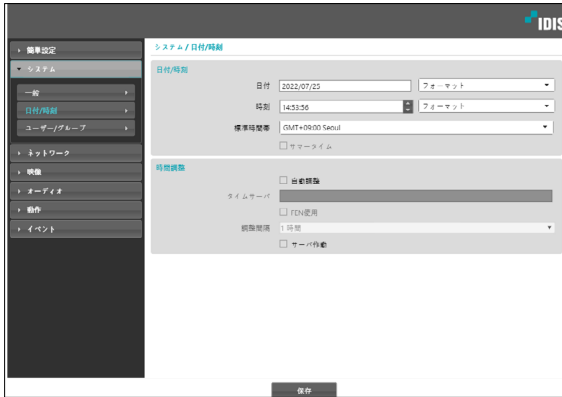 IDIS
簡単設定
システム
一般
日付/時刻
ユーザー/グループ
ネットワーク
映像
オーディオ
動作
イベント
システム / 日付/時刻
日付/時刻
日付 2022/07/25 フォーマット
時刻 14:53:56 フォーマット
標準時間帯 GMT+09:00 Seoul
サマータイム
時間調整
自動調整
タイムサーバ
FEN使用
調整間隔 1 時間
サーバ作動
保存